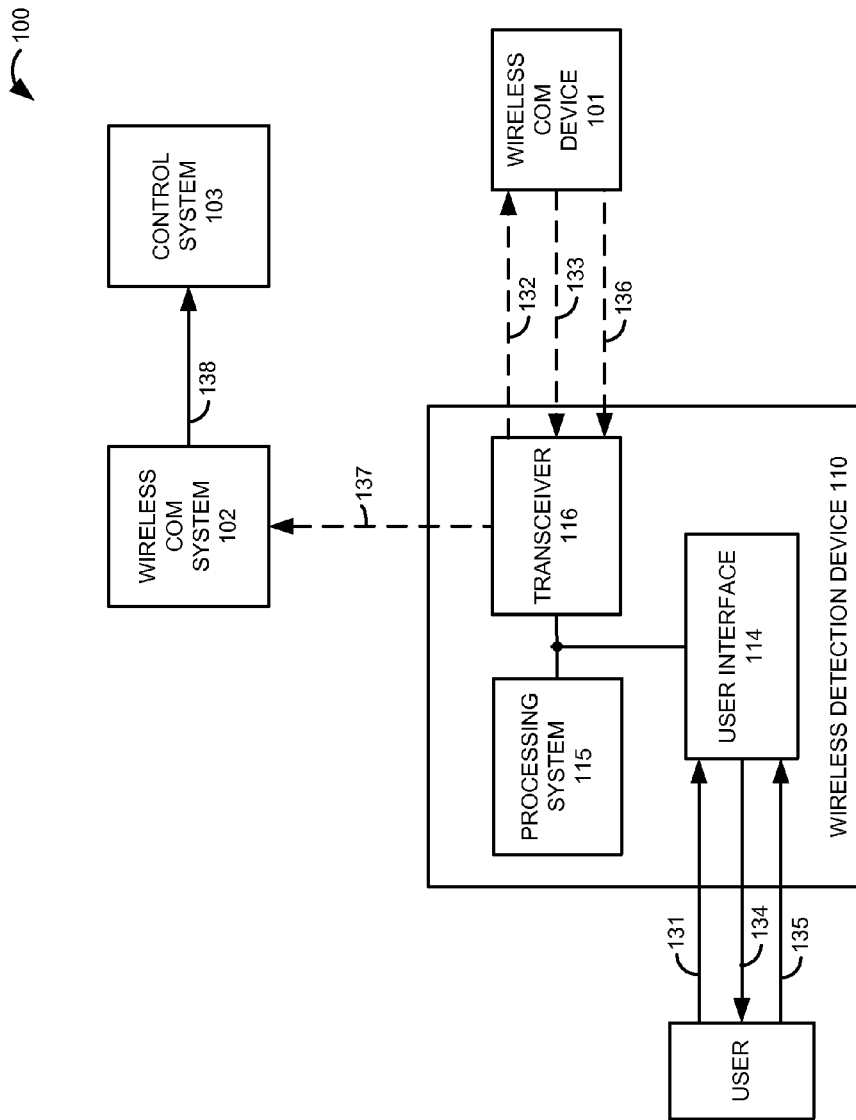 100
CONTROL
SYSTEM
103
138
WIRELESS
COM
SYSTEM
102
137
WIRELESS
COM
DEVICE
101
132
133
136
TRANSCEIVER
116
PROCESSING
SYSTEM
115
USER INTERFACE
114
WIRELESS DETECTION DEVICE 110
131
134
135
USER